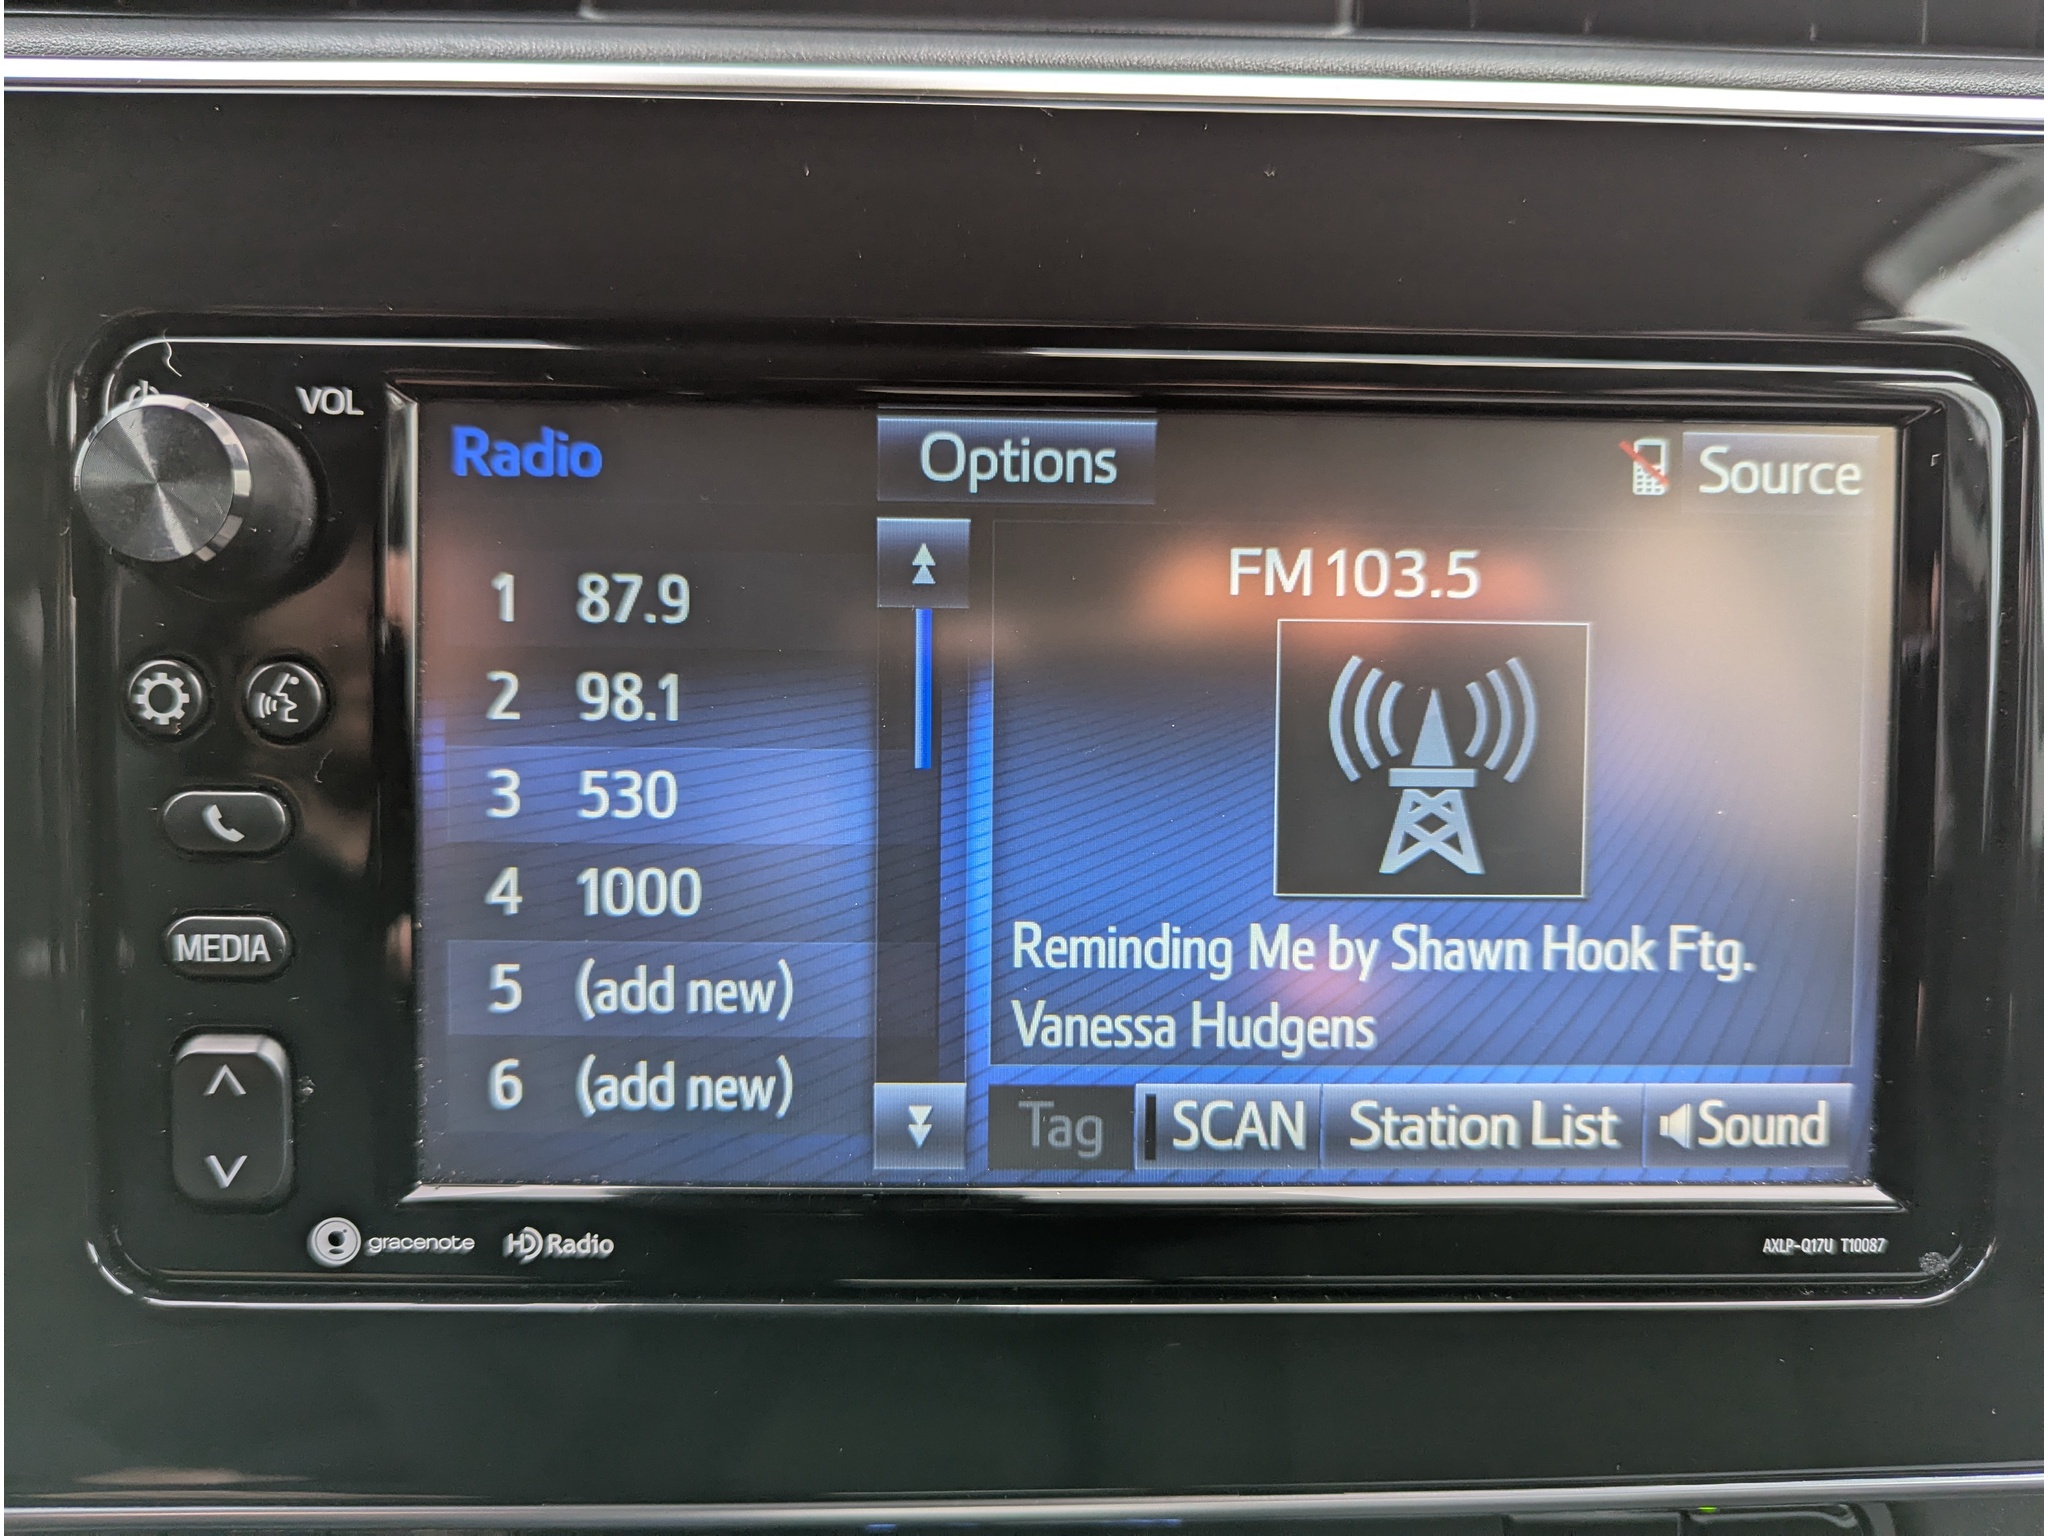 VOL
Radio
Options
Source
1 87.9
2 98.1
3 530
4 1000
5 (add new)
6 (add new)
FM 103.5
Reminding Me by Shawn Hook Ftg.
Vanessa Hudgens
Tag
SCAN
Station List
Sound
MEDIA
gracenote
HD Radio
AXLP-Q17U T10087